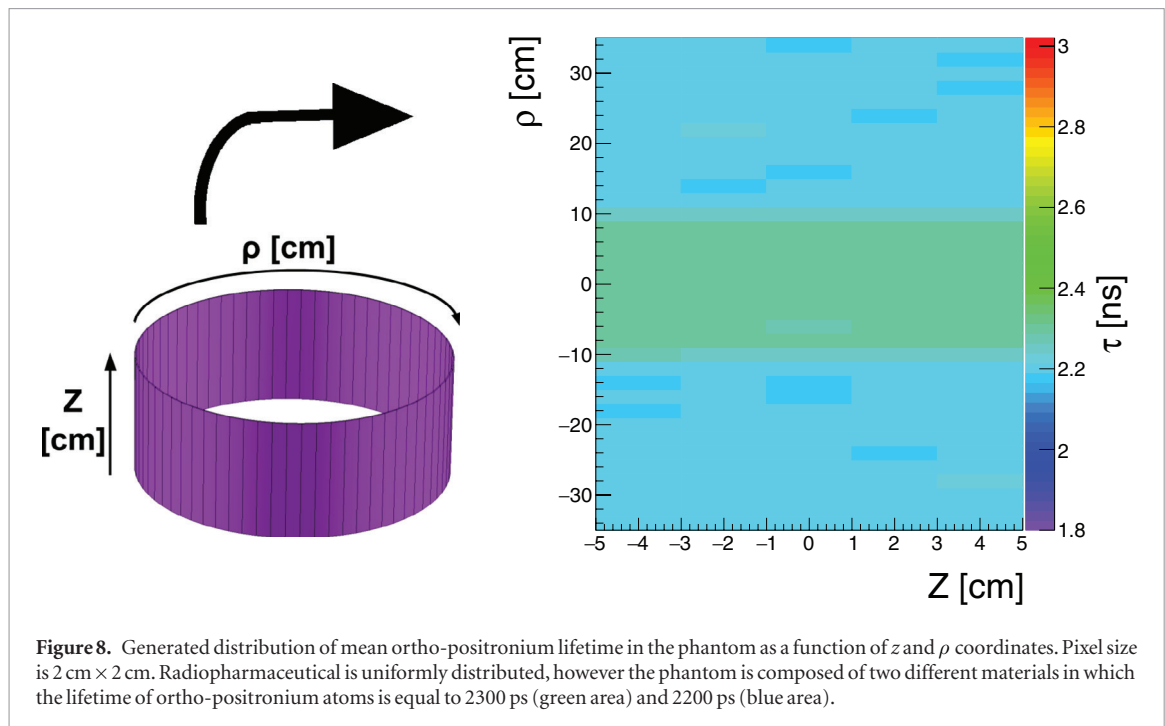 ρ [cm]
Z
[cm]
ρ [cm]
30
20
10
0
−10
−20
−30
−5 −4 −3 −2 −1 0 1 2 3 4 5
Z [cm]
3
2.8
2.6
2.4
2.2
2
1.8
τ [ns]
Figure 8. Generated distribution of mean ortho-positronium lifetime in the phantom as a function of z and ρ coordinates. Pixel size
is 2 cm × 2 cm. Radiopharmaceutical is uniformly distributed, however the phantom is composed of two different materials in which
the lifetime of ortho-positronium atoms is equal to 2300 ps (green area) and 2200 ps (blue area).